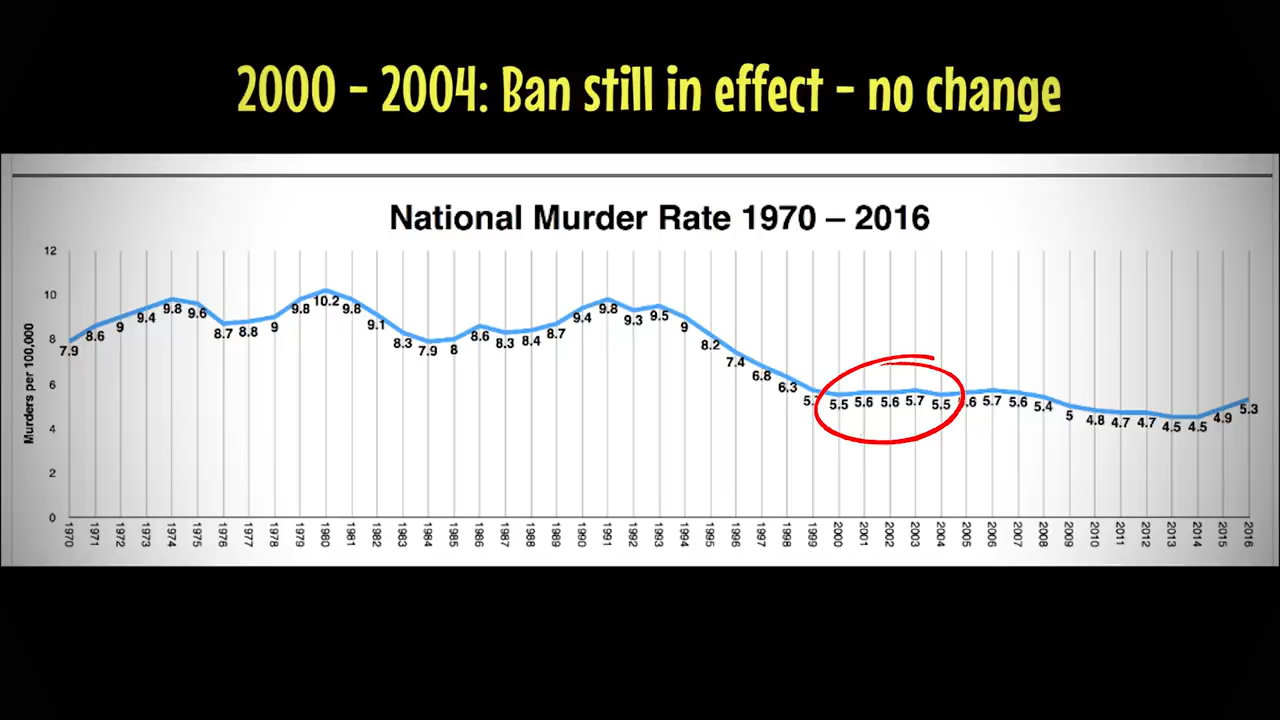 2000 - 2004: Ban still in effect - no change
National Murder Rate 1970 – 2016
Murders per 100,000
12
10
8
6
4
2
0
7.9 8.6 9 9.4 9.8 9.6 8.7 8.8 9 9.8 10.2 9.8 9.1 8.3 7.9 8 8.6 8.3 8.4 8.7 9.4 9.8 9.3 9.5 9 8.2 7.4 6.8 6.3 5.5 5.6 5.6 5.7 5.5 5.7 5.6 5.4 5 4.8 4.7 4.7 4.5 4.5 4.9 5.3
1970 1971 1972 1973 1974 1975 1976 1977 1978 1979 1980 1981 1982 1983 1984 1985 1986 1987 1988 1989 1990 1991 1992 1993 1994 1995 1996 1997 1998 1999 2000 2001 2002 2003 2004 2005 2006 2007 2008 2009 2010 2011 2012 2013 2014 2015 2016